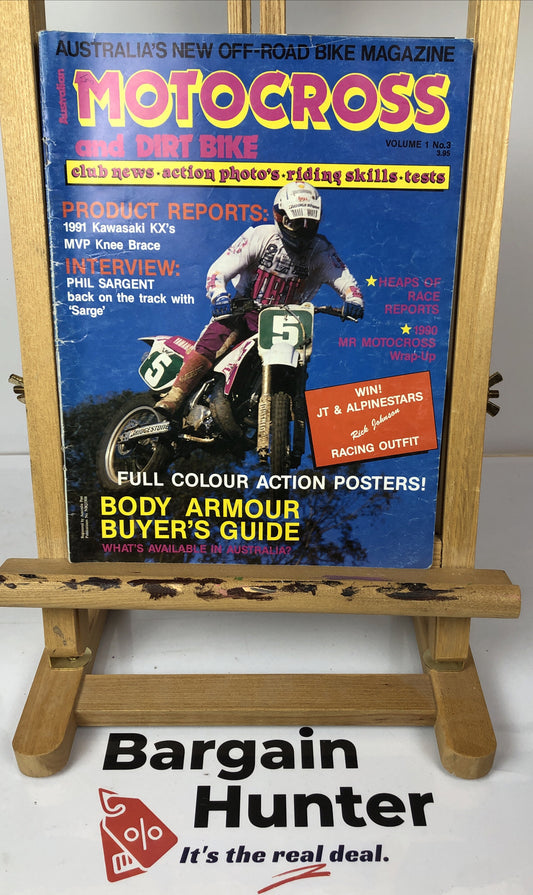 AUSTRALIA'S NEW OFF-ROAD BIKE MAGAZINE
Australian
MOTOCROSS
and DIRT BIKE
VOLUME 1 No.3
3.95
club news · action photo's · riding skills · tests
PRODUCT REPORTS:
1991 Kawasaki KX's
MVP Knee Brace
INTERVIEW:
PHIL SARGENT
back on the track with
'Sarge'
HEAPS OF
RACE
REPORTS
1990
MR MOTOCROSS
Wrap-Up
5
5
YAMAHA
BRIDGESTONE
WIN!
JT & ALPINESTARS
Rick Johnson
RACING OUTFIT
FULL COLOUR ACTION POSTERS!
BODY ARMOUR
BUYER'S GUIDE
WHAT'S AVAILABLE IN AUSTRALIA?
Bargain
Hunter
%
It's the real deal.